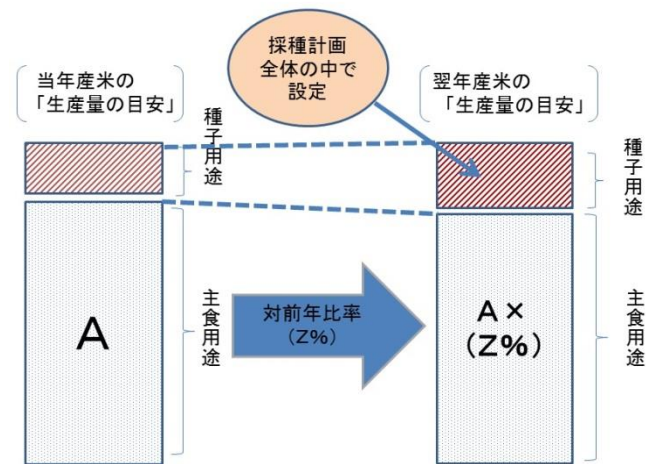 採種計画
全体の中で
設定
当年産米の
「生産量の目安」
翌年産米の
「生産量の目安」
種子用途
種子用途
A
主食用途
対前年比率
(Z%)
A×
(Z%)
主食用途